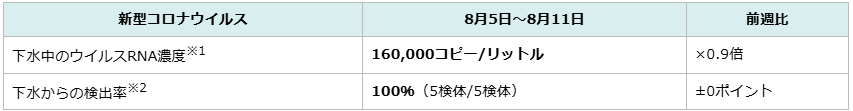 新型コロナウイルス 8月5日～8月11日 前週比
下水中のウイルスRNA濃度※1 160,000コピー/リットル ×0.9倍
下水からの検出率※2 100%（5検体/5検体） ±0ポイント